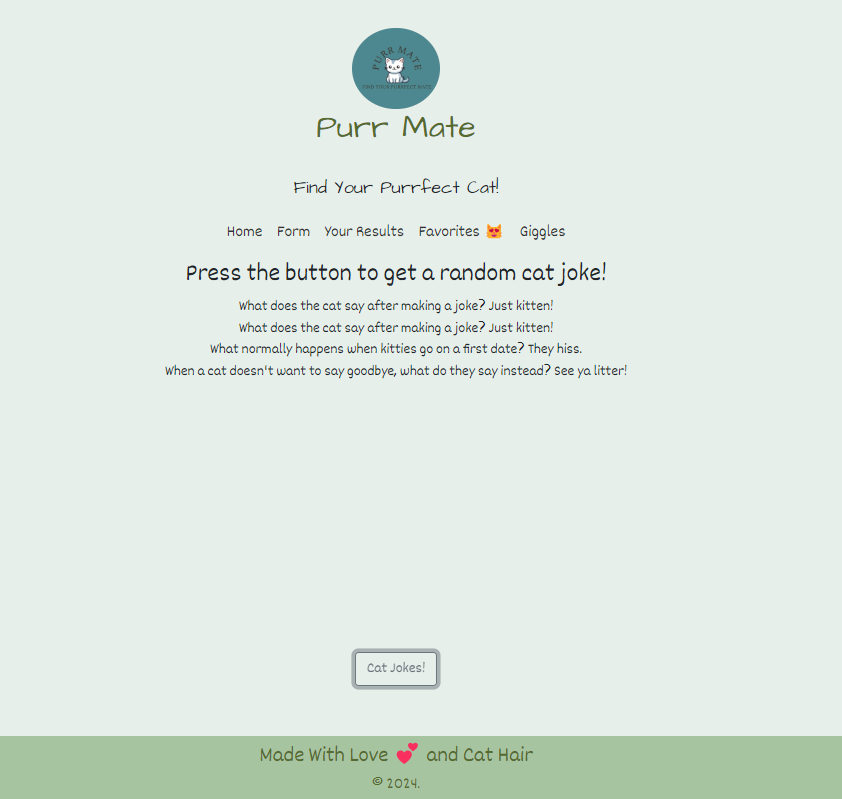 PURR MATE
FIND YOUR PURRFECT MATE
Purr Mate
Find Your Purrfect Cat!
Home Form Your Results Favorites 😻 Giggles
Press the button to get a random cat joke!
What does the cat say after making a joke? Just kitten!
What does the cat say after making a joke? Just kitten!
What normally happens when kitties go on a first date? They hiss.
When a cat doesn't want to say goodbye, what do they say instead? See ya litter!
Cat Jokes!
Made With Love 💕 and Cat Hair
© 2024.